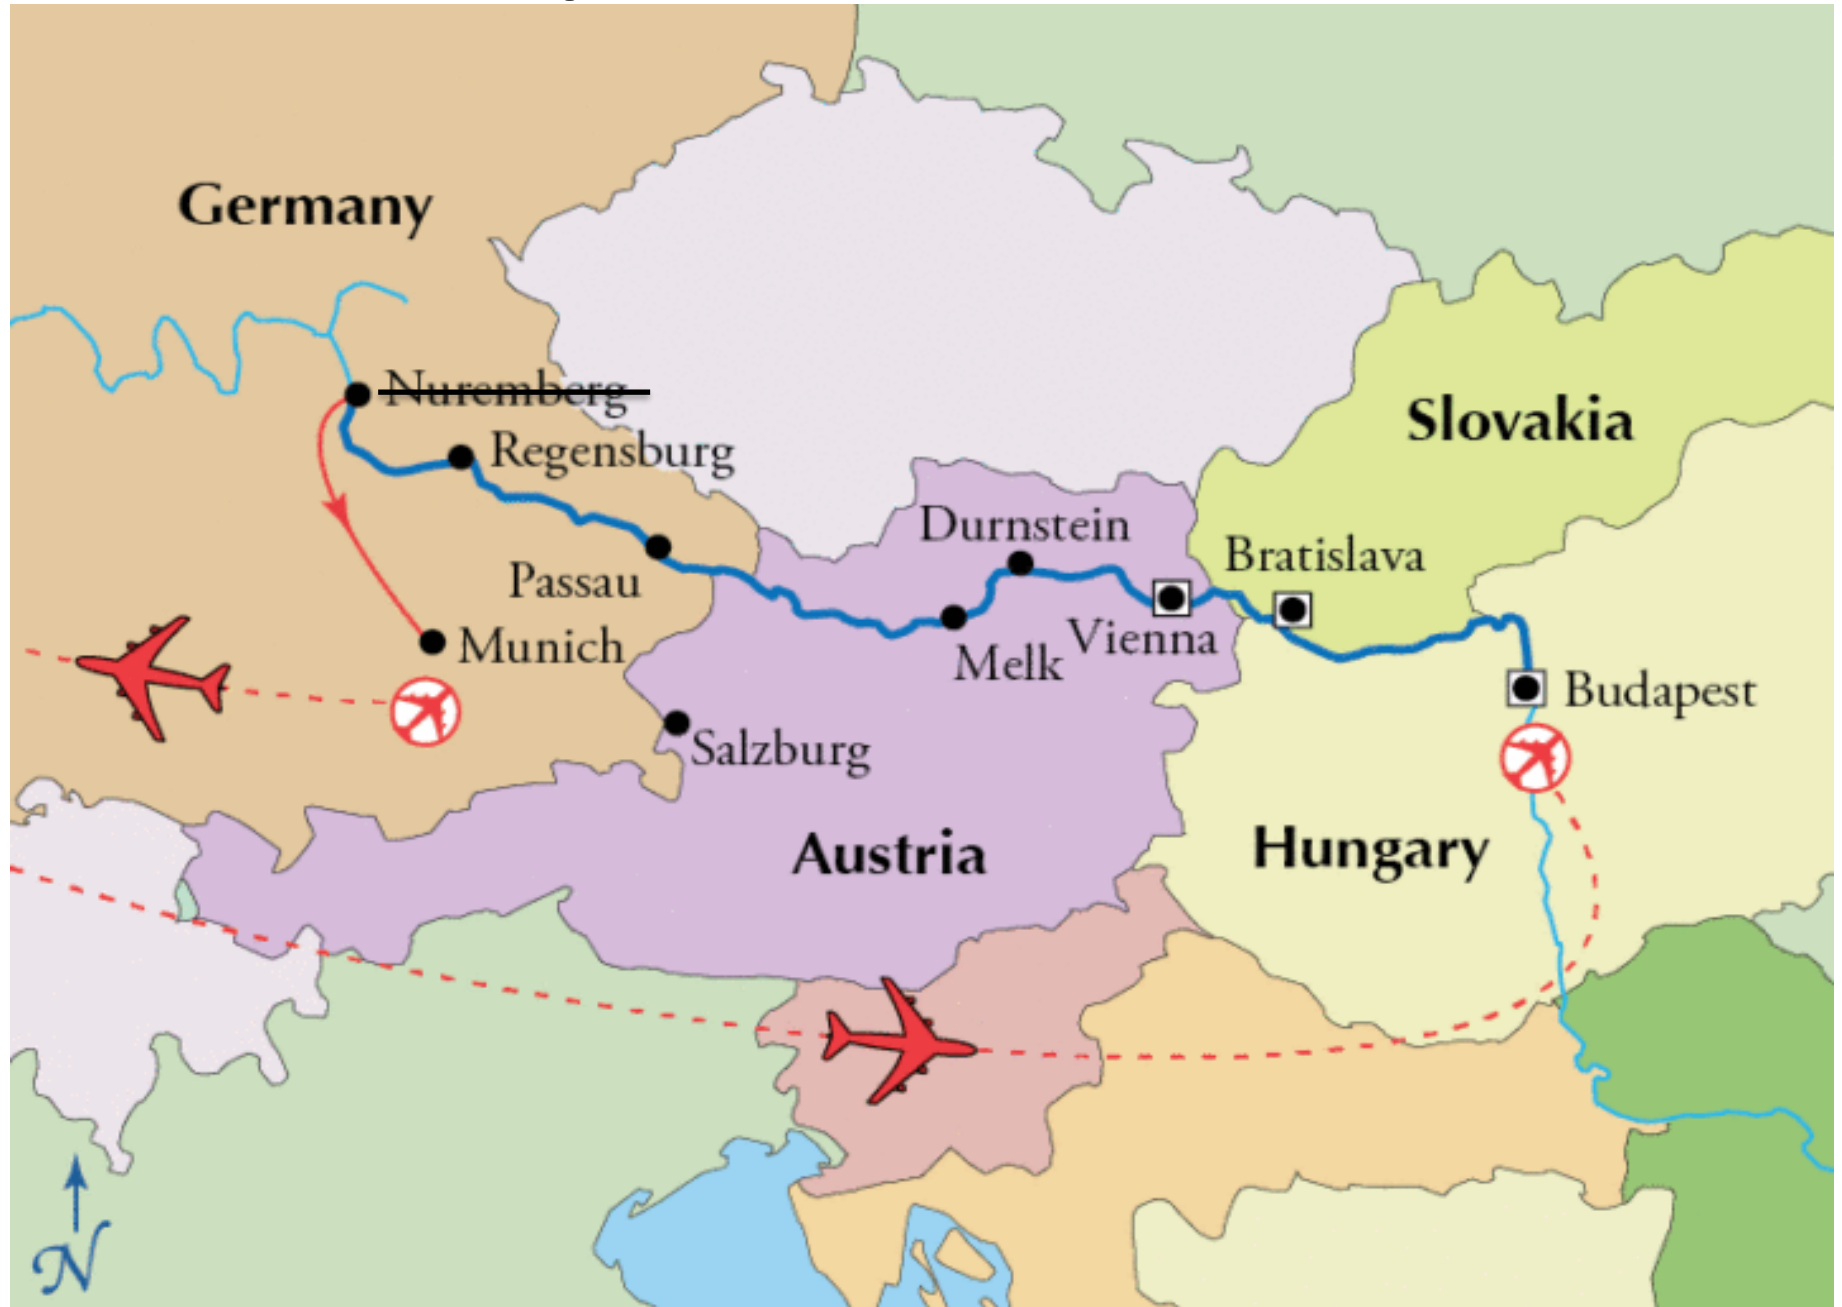 Germany
Nuremberg
Regensburg
Slovakia
Durnstein
Bratislava
Passau
Munich
Vienna
Melk
Budapest
Salzburg
Austria
Hungary
N